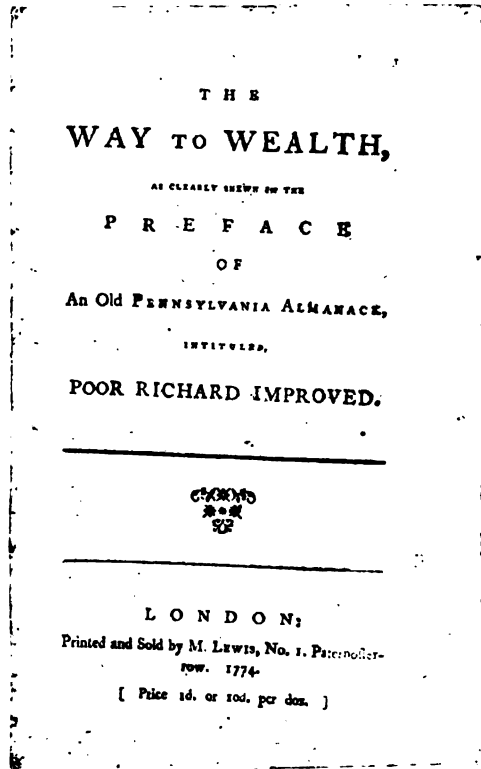 THE
WAY TO WEALTH,
AS CLEARLY SHEWN IN THE
PREFACE
OF
An Old PENNSYLVANIA ALMANACK,
INTITULED,
POOR RICHARD IMPROVED.
LONDON:
Printed and Sold by M. LEWIS, No. 1. Paternoster-
row. 1774.
[ Price 1d. or 10d. per doz. ]